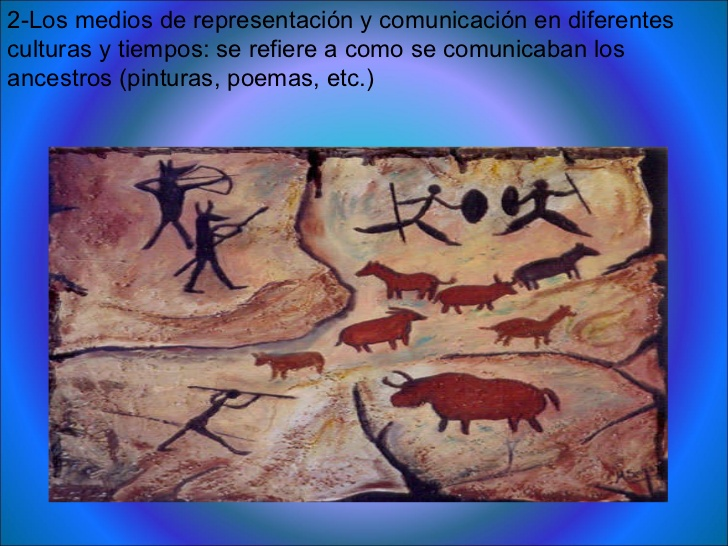 2-Los medios de representación y comunicación en diferentes
culturas y tiempos: se refiere a como se comunicaban los
ancestros (pinturas, poemas, etc.)